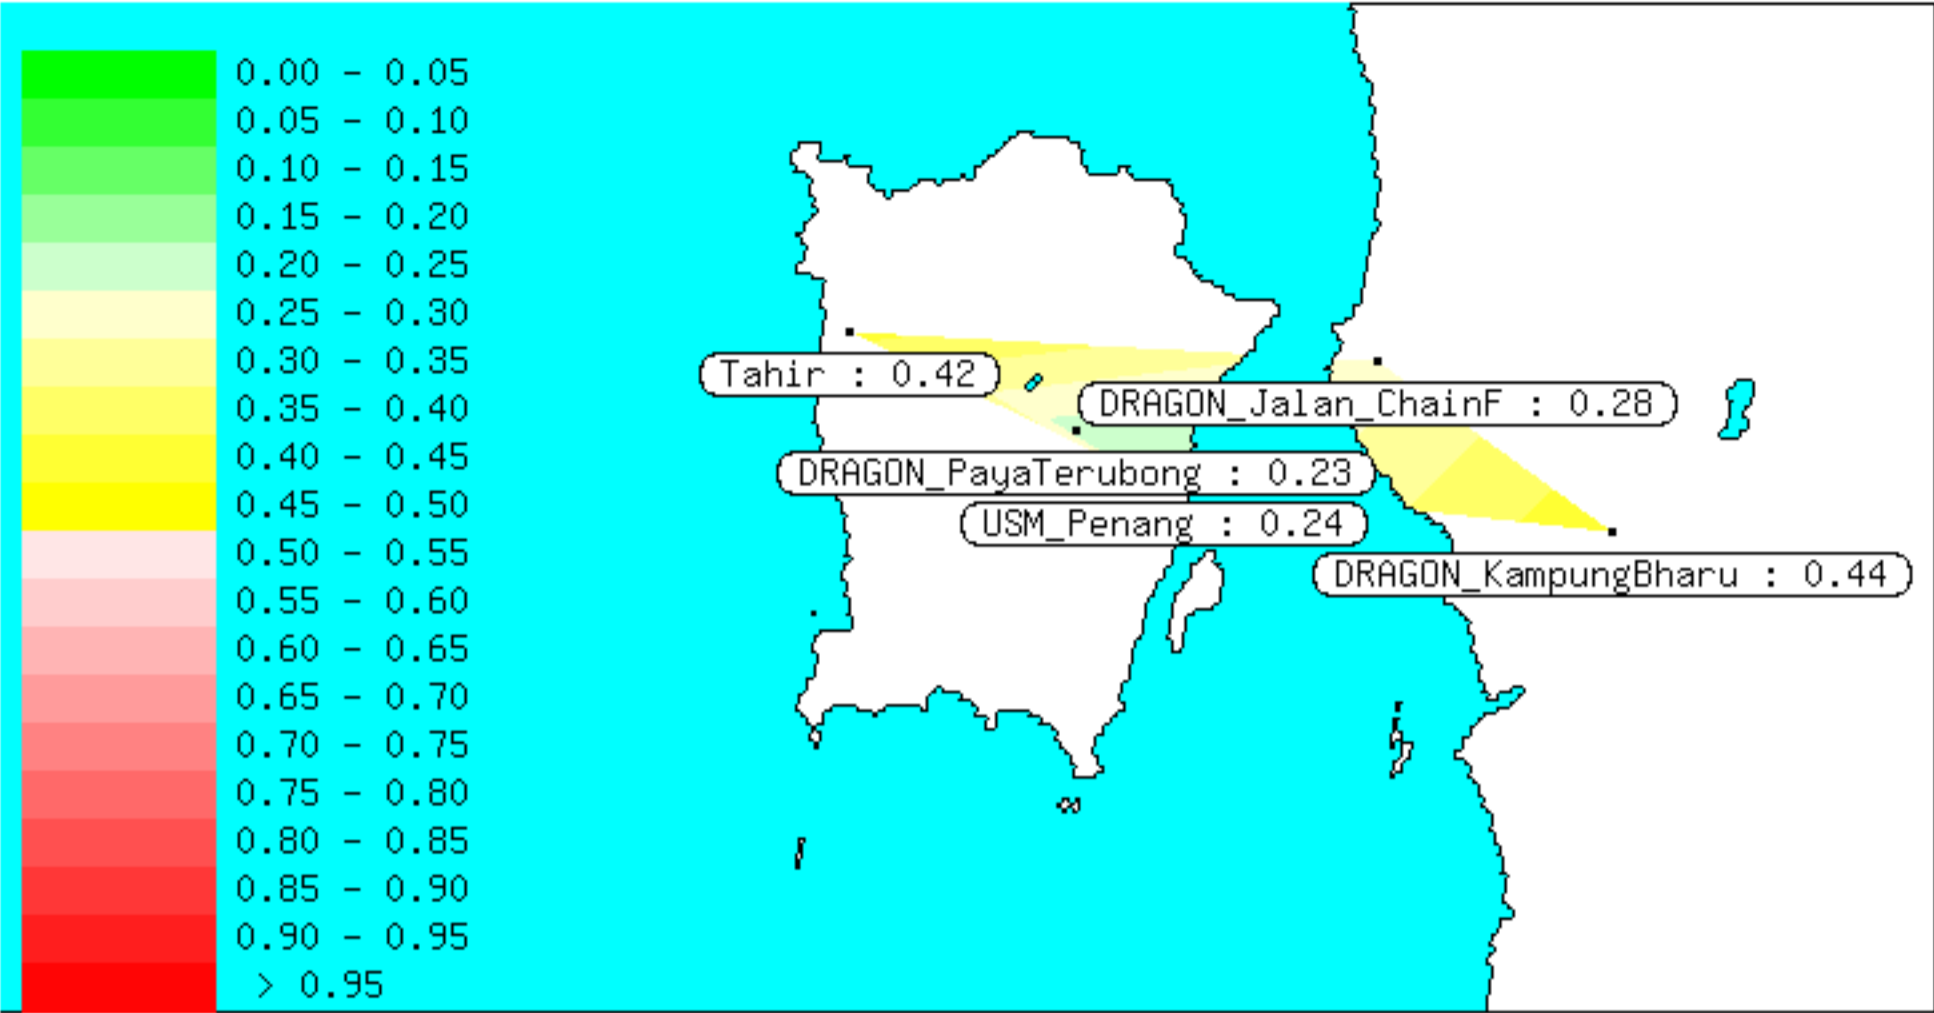 0.00 - 0.05
0.05 - 0.10
0.10 - 0.15
0.15 - 0.20
0.20 - 0.25
0.25 - 0.30
0.30 - 0.35
0.35 - 0.40
0.40 - 0.45
0.45 - 0.50
0.50 - 0.55
0.55 - 0.60
0.60 - 0.65
0.65 - 0.70
0.70 - 0.75
0.75 - 0.80
0.80 - 0.85
0.85 - 0.90
0.90 - 0.95
> 0.95
Tahir : 0.42
DRAGON_Jalan_ChainF : 0.28
DRAGON_PayaTerubong : 0.23
USM_Penang : 0.24
DRAGON_KampungBharu : 0.44